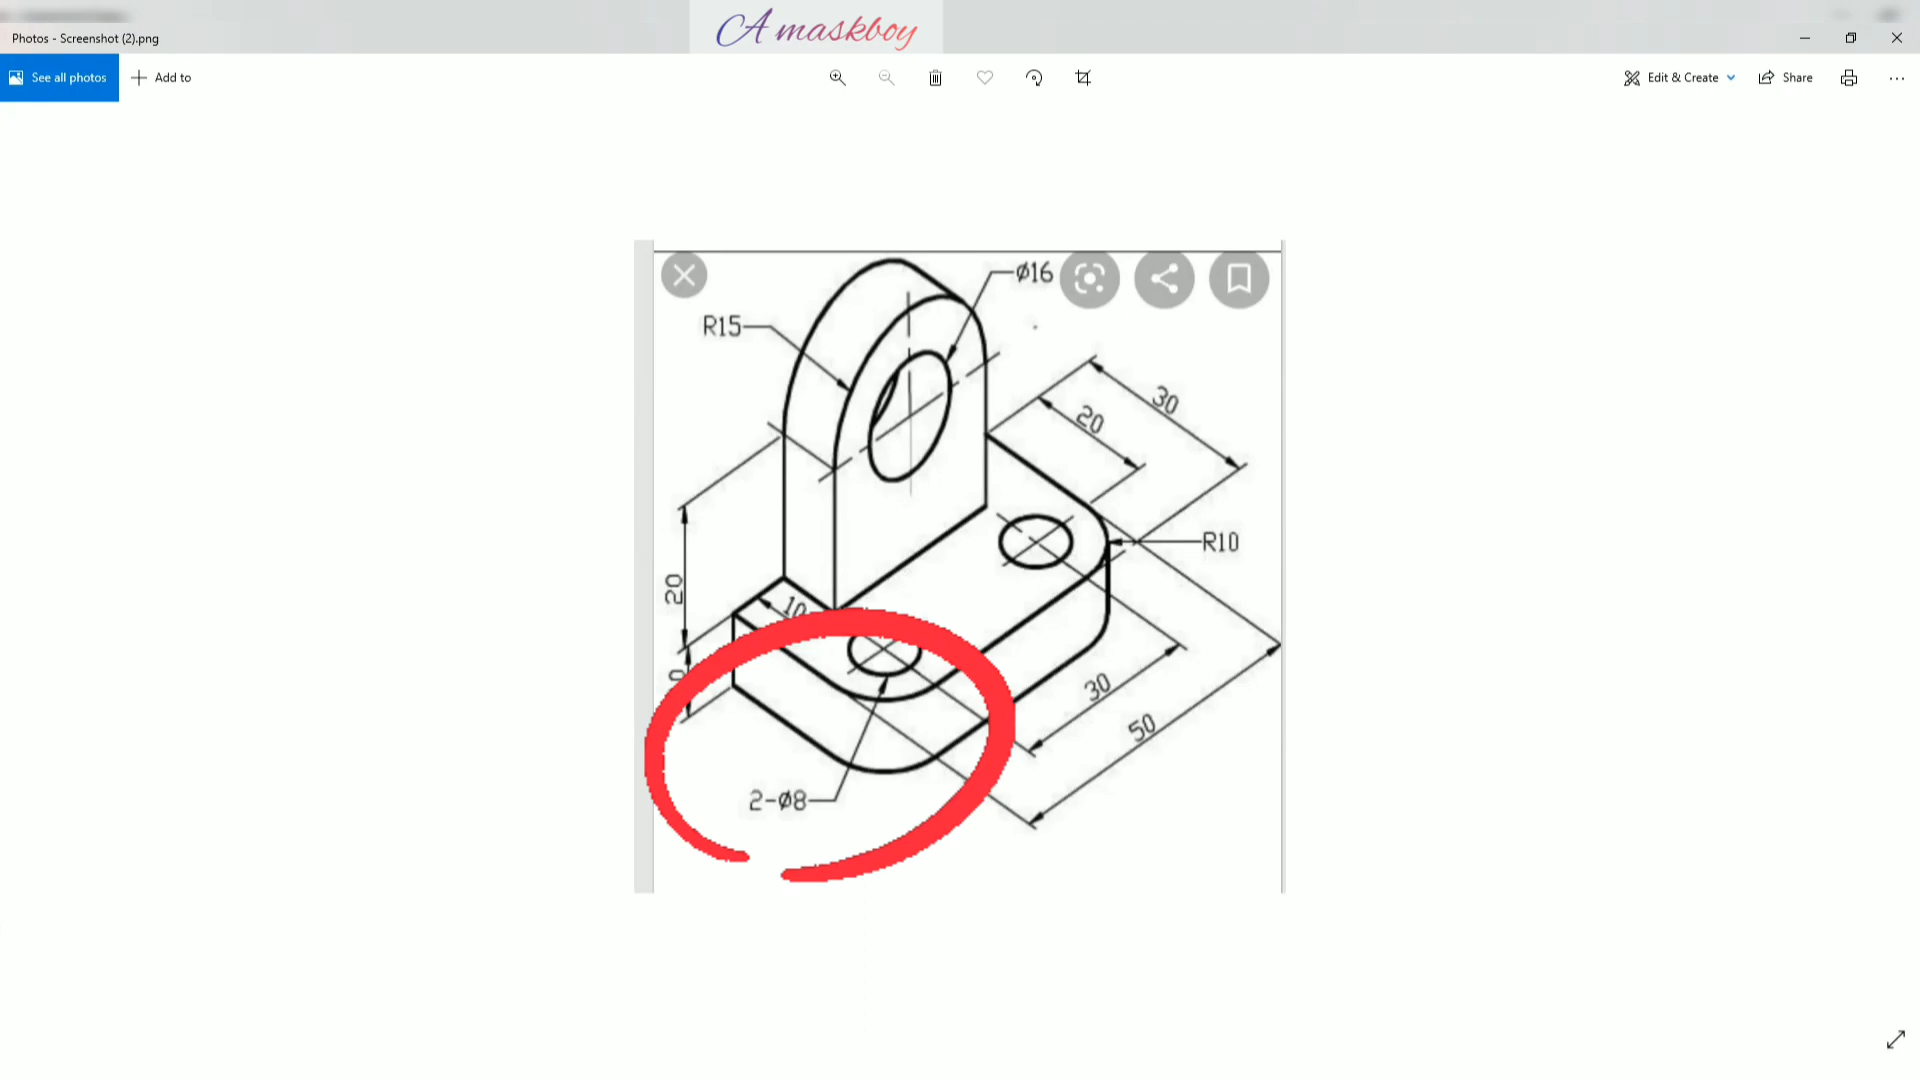 A maskboy
Photos - Screenshot (2).png
See all photos
Add to
Edit & Create
Share
Ø16
R15
30
20
R10
20
10
30
50
2-Ø8